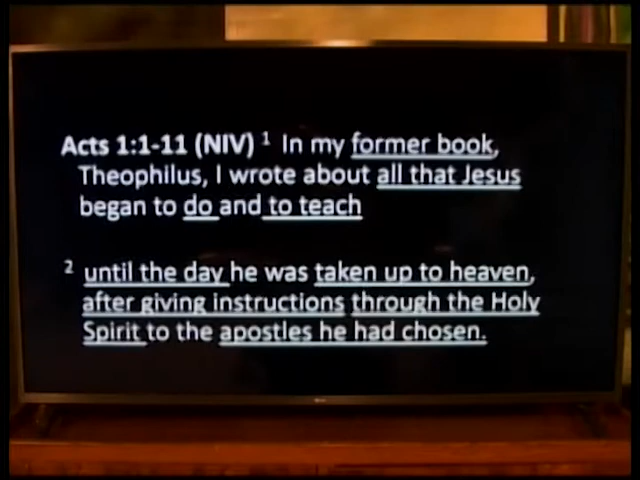 Acts 1:1-11 (NIV) ¹ In my former book,
Theophilus, I wrote about all that Jesus
began to do and to teach
² until the day he was taken up to heaven,
after giving instructions through the Holy
Spirit to the apostles he had chosen.